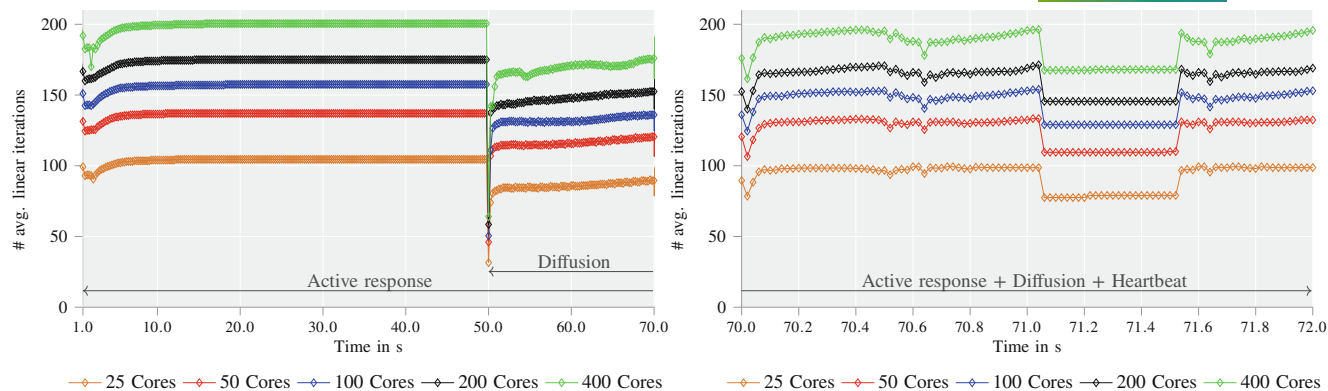 200
150
100
50
0
# avg. linear iterations
Diffusion
Active response
1.0 10.0 20.0 30.0 40.0 50.0 60.0 70.0
Time in s
25 Cores 50 Cores 100 Cores 200 Cores 400 Cores
200
150
100
50
0
# avg. linear iterations
Active response + Diffusion + Heartbeat
70.0 70.2 70.4 70.6 70.8 71.0 71.2 71.4 71.6 71.8 72.0
Time in s
25 Cores 50 Cores 100 Cores 200 Cores 400 Cores